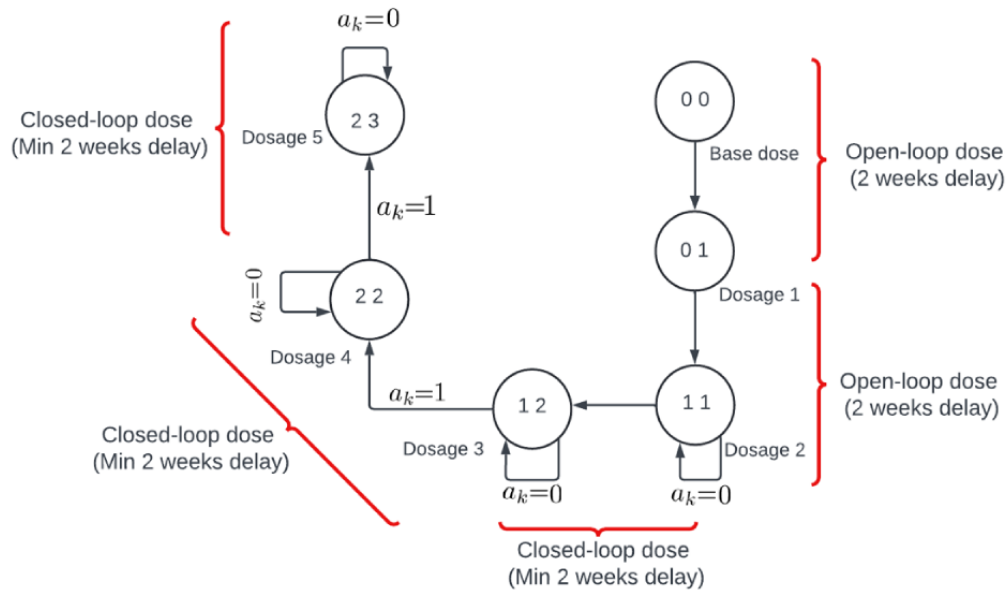 a_k=0
Closed-loop dose
(Min 2 weeks delay)
2 3
Dosage 5
0 0
Base dose
Open-loop dose
(2 weeks delay)
a_k=1
0 1
Dosage 1
a_k=0
2 2
Dosage 4
Open-loop dose
(2 weeks delay)
a_k=1
1 2
1 1
Dosage 3
Dosage 2
Closed-loop dose
(Min 2 weeks delay)
a_k=0
a_k=0
Closed-loop dose
(Min 2 weeks delay)